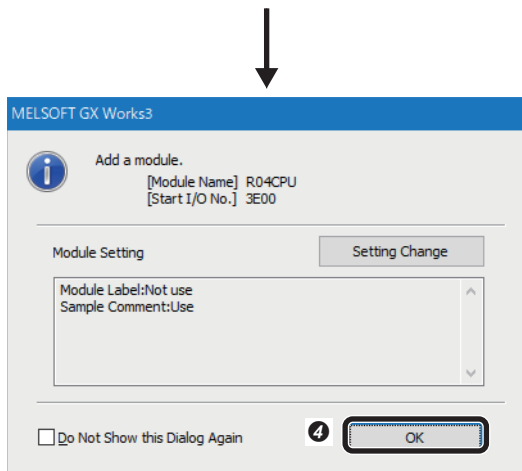 MELSOFT GX Works3
Add a module.
[Module Name] R04CPU
[Start I/O No.] 3E00
Module Setting
Setting Change
Module Label:Not use
Sample Comment:Use
Do Not Show this Dialog Again
❹
OK